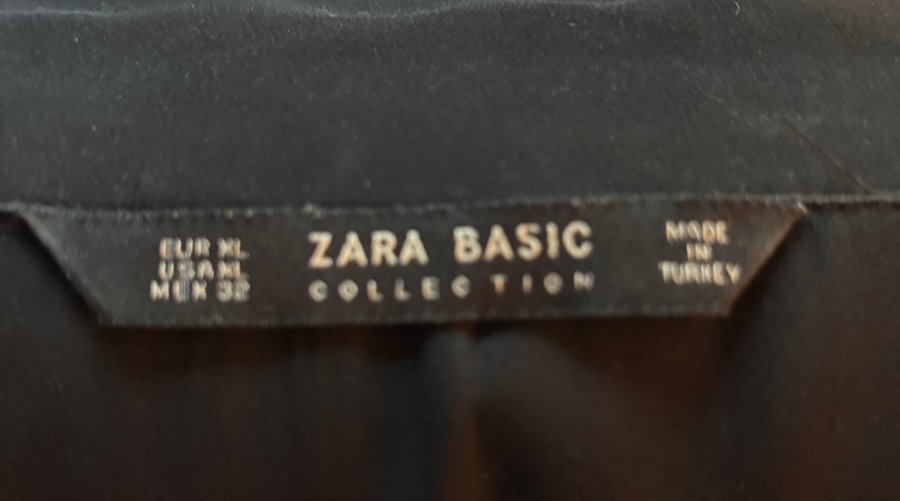 EUR XL
USA XL
MEX 32
ZARA BASIC
COLLECTION
MADE
IN
TURKEY